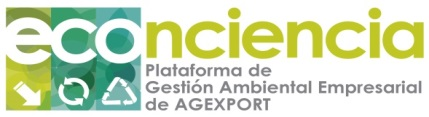 econciencia
Plataforma de
Gestión Ambiental Empresarial
de AGEXPORT